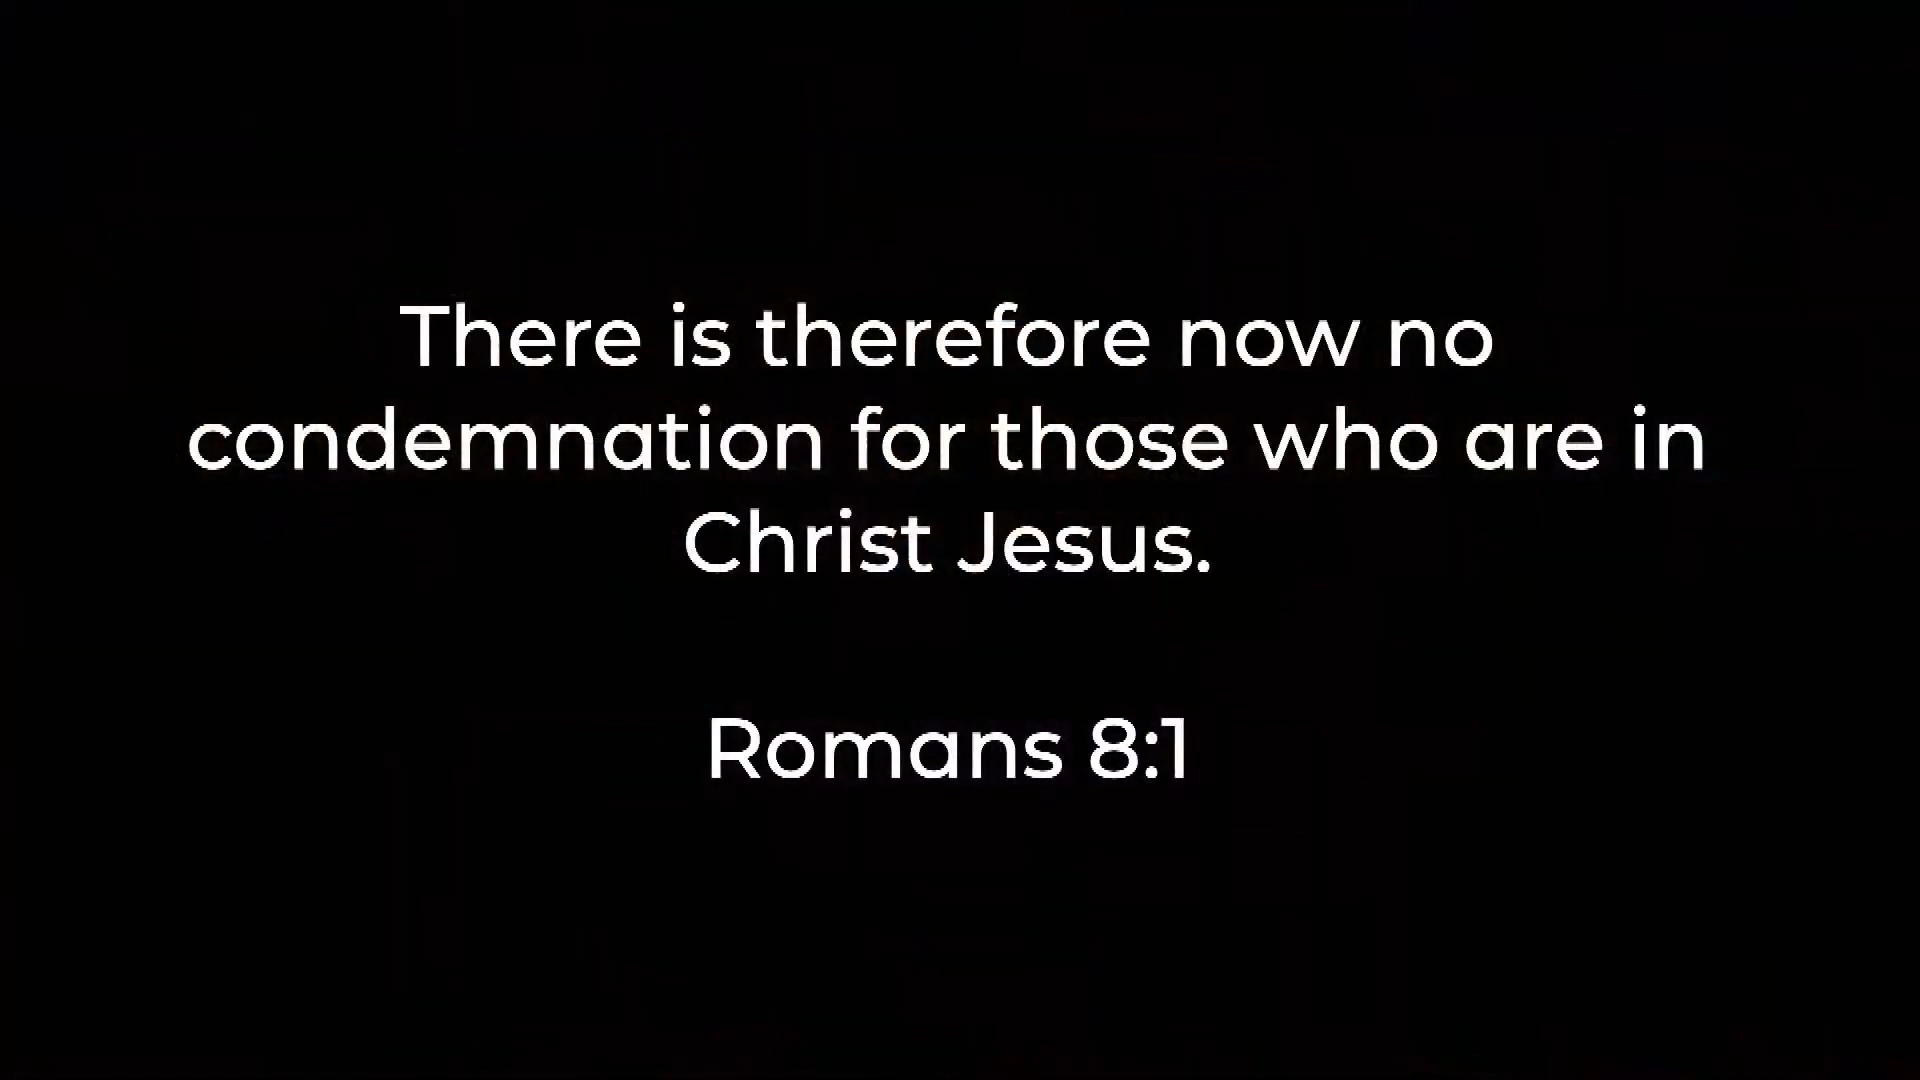 There is therefore now no
condemnation for those who are in
Christ Jesus.
Romans 8:1